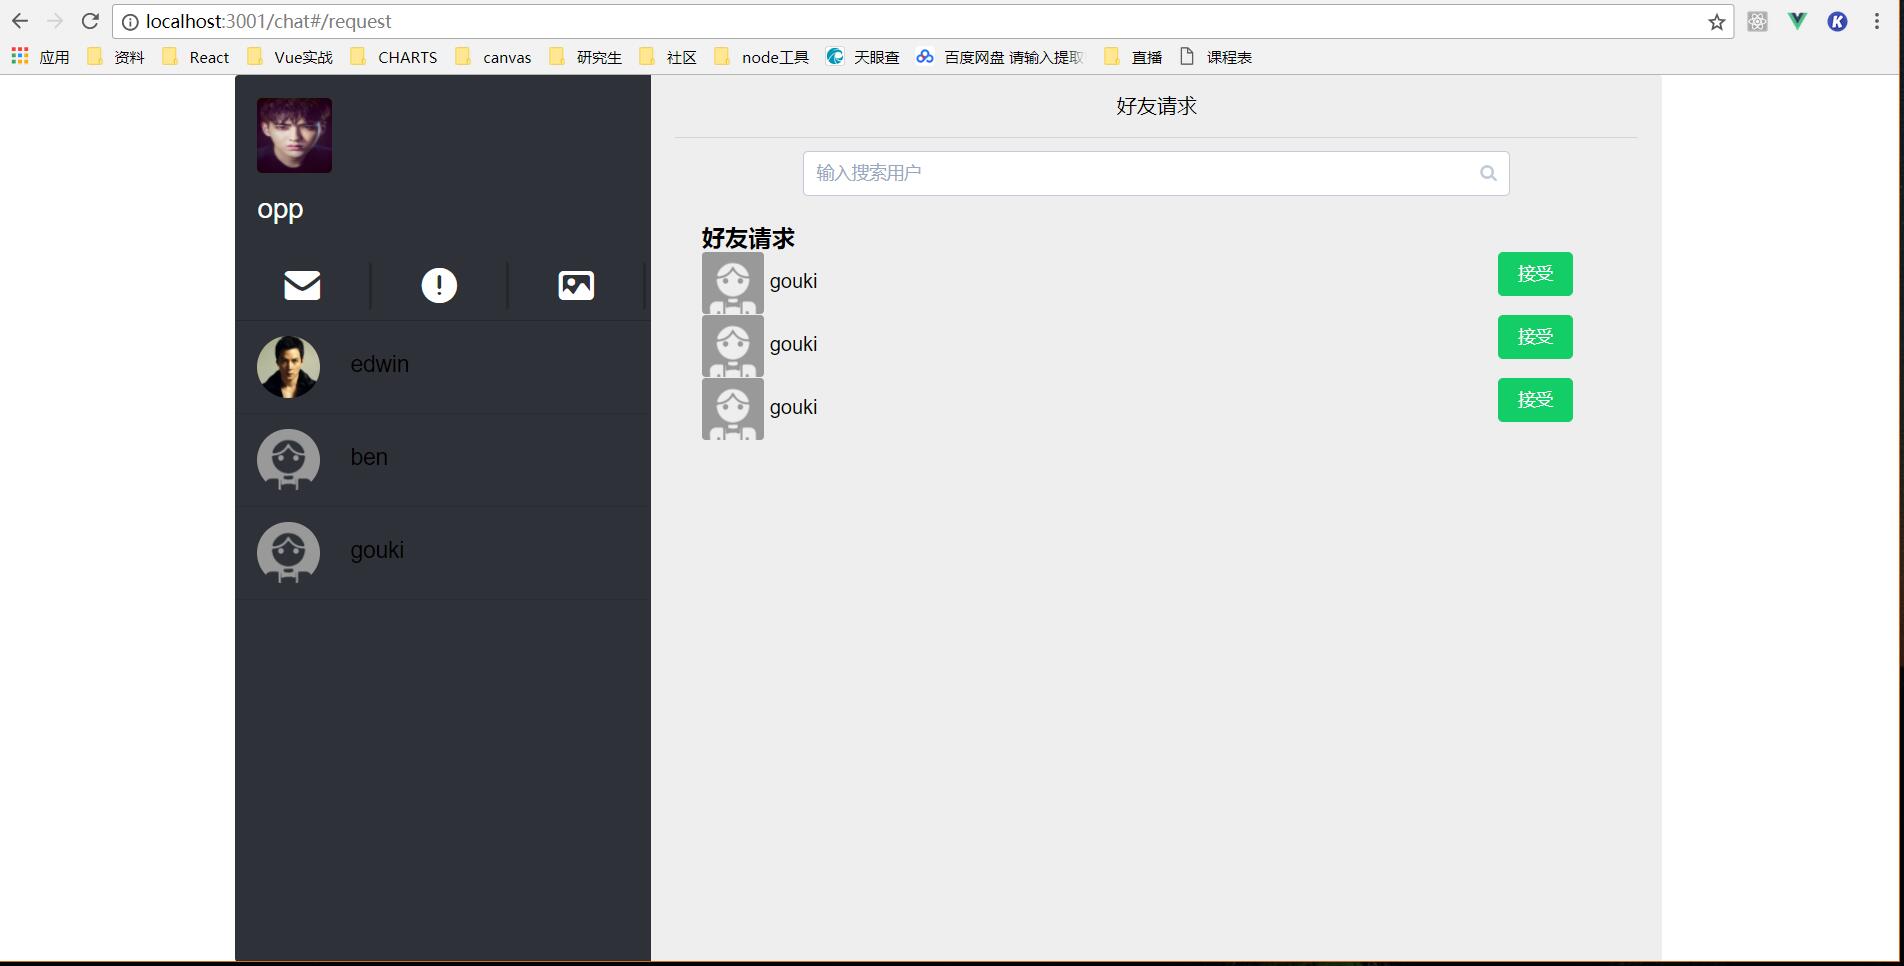 localhost:3001/chat#/request
应用 资料 React Vue实战 CHARTS canvas 研究生 社区 node工具 天眼查 百度网盘 请输入提取 直播 课程表
opp
edwin
ben
gouki
好友请求
输入搜索用户
好友请求
gouki 接受
gouki 接受
gouki 接受